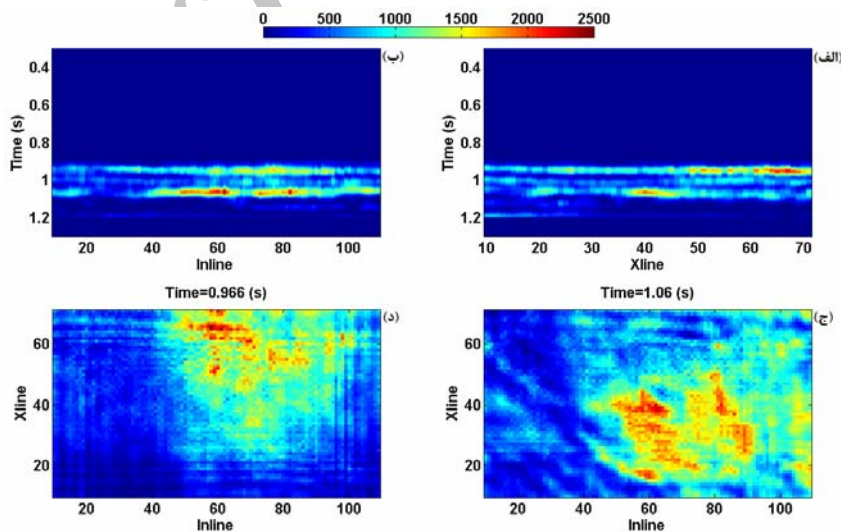 0 500 1000 1500 2000 2500
(ب)
(الف)
0.4
0.6
0.8
1
1.2
Time (s)
20 40 60 80 100
Inline
0.4
0.6
0.8
1
1.2
Time (s)
10 20 30 40 50 60 70
Xline
Time=0.966 (s)
Time=1.06 (s)
(د)
(ج)
60
40
20
Xline
20 40 60 80 100
Inline
60
40
20
Xline
20 40 60 80 100
Inline